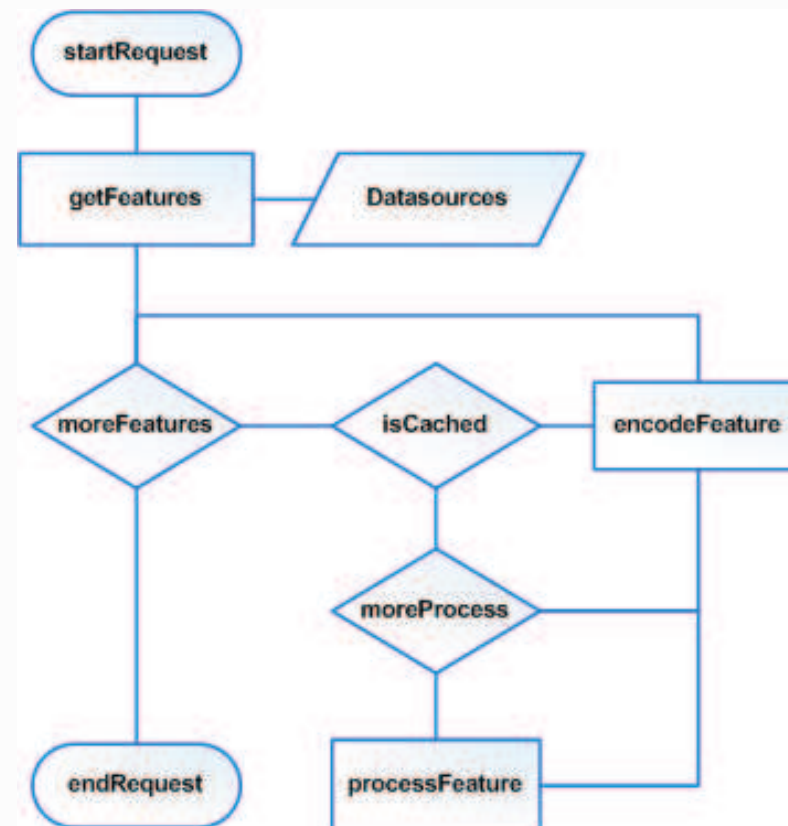 startRequest
getFeatures
Datasources
moreFeatures
isCached
encodeFeature
moreProcess
endRequest
processFeature